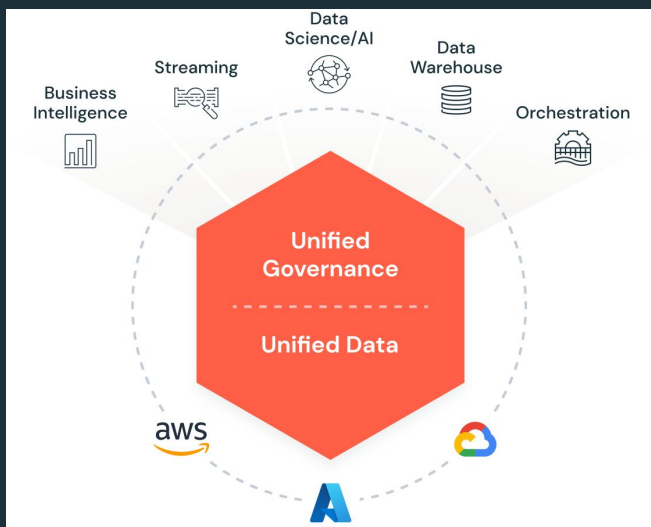 Data
Science/AI
Streaming
Data
Warehouse
Business
Intelligence
Orchestration
Unified
Governance
Unified Data
aws